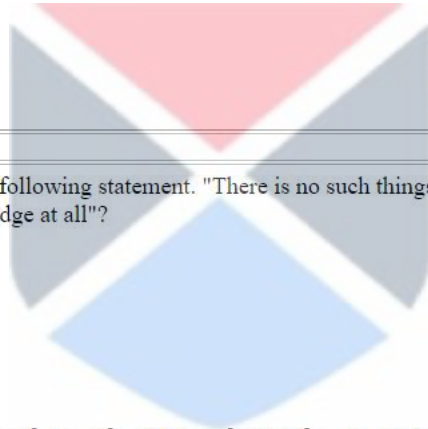 following statement. "There is no such things
dge at all"?